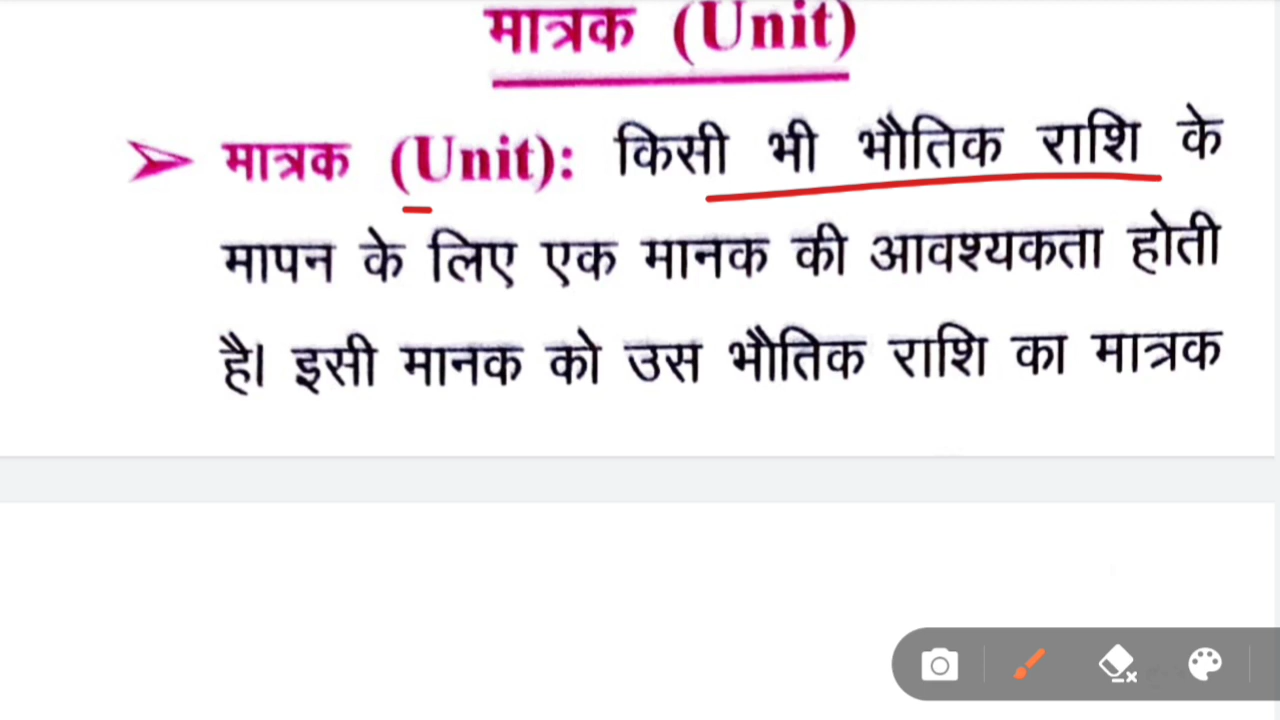 मात्रक (Unit)
➢ मात्रक (Unit): किसी भी भौतिक राशि के
मापन के लिए एक मानक की आवश्यकता होती
है। इसी मानक को उस भौतिक राशि का मात्रक